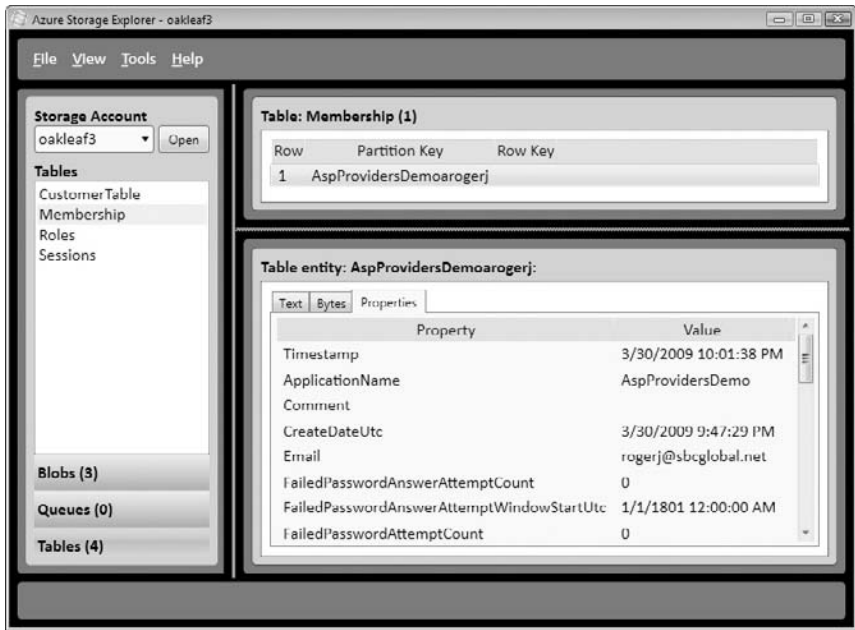 Azure Storage Explorer - oakleaf3
File View Tools Help
Storage Account
oakleaf3 Open
Tables
CustomerTable
Membership
Roles
Sessions
Blobs (3)
Queues (0)
Tables (4)
Table: Membership (1)
Row Partition Key Row Key
1 AspProvidersDemoarogerj
Table entity: AspProvidersDemoarogerj:
Text Bytes Properties
Property Value
Timestamp 3/30/2009 10:01:38 PM
ApplicationName AspProvidersDemo
Comment
CreateDateUtc 3/30/2009 9:47:29 PM
Email rogerj@sbcglobal.net
FailedPasswordAnswerAttemptCount 0
FailedPasswordAnswerAttemptWindowStartUtc 1/1/1801 12:00:00 AM
FailedPasswordAttemptCount 0